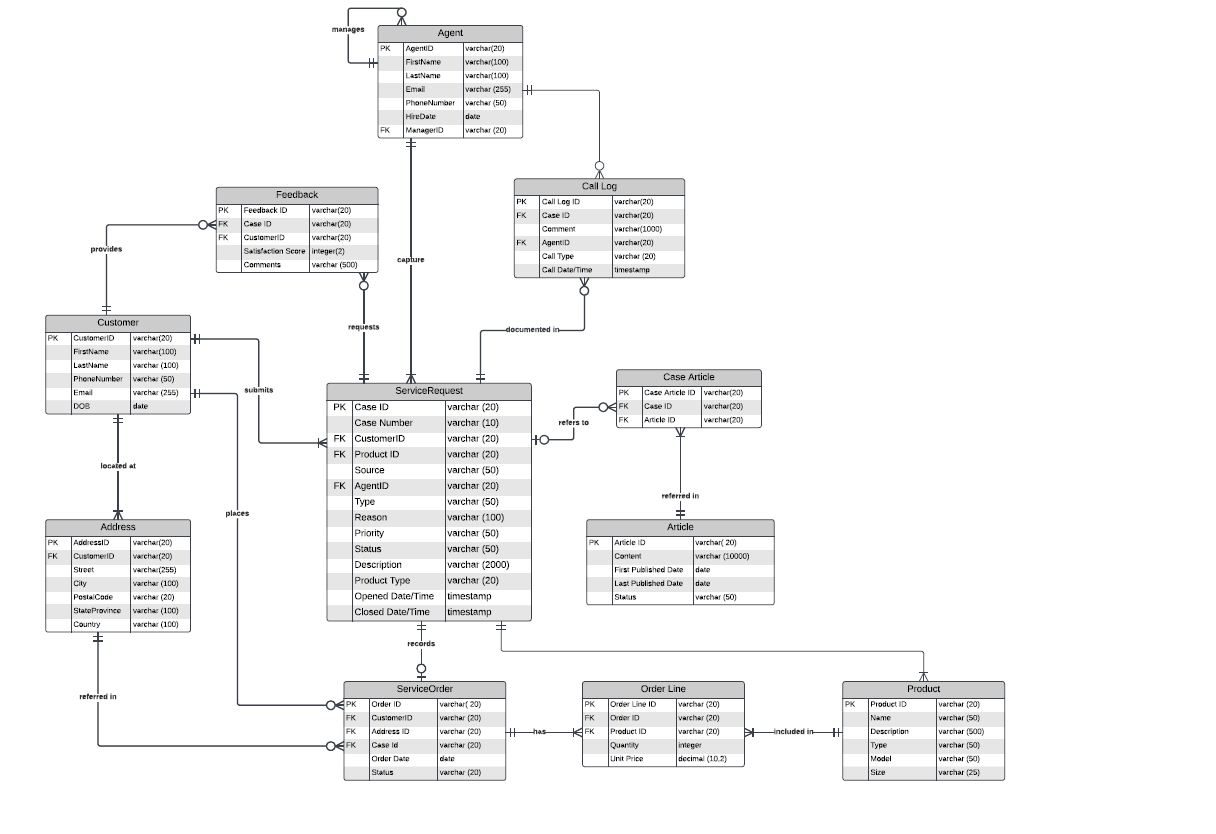 manages
Agent
PK AgentID varchar(20)
FirstName varchar(100)
LastName varchar(100)
Email varchar (255)
PhoneNumber varchar (50)
HireDate date
FK ManagerID varchar (20)
Feedback
PK Feedback ID varchar(20)
FK Case ID varchar(20)
FK CustomerID varchar(20)
Satisfaction Score integer(2)
Comments varchar (500)
Call Log
PK Call Log ID varchar(20)
FK Case ID varchar(20)
Comment varchar(1000)
FK AgentID varchar(20)
Call Type varchar (20)
Call Date/Time timestamp
provides
capture
requests
documented in
Customer
PK CustomerID varchar(20)
FirstName varchar(100)
LastName varchar (100)
PhoneNumber varchar (50)
Email varchar (255)
DOB date
submits
ServiceRequest
PK Case ID varchar (20)
Case Number varchar (10)
FK CustomerID varchar (20)
FK Product ID varchar (20)
Source varchar (50)
FK AgentID varchar (20)
Type varchar (50)
Reason varchar (100)
Priority varchar (50)
Status varchar (50)
Description varchar (2000)
Product Type varchar (20)
Opened Date/Time timestamp
Closed Date/Time timestamp
Case Article
PK Case Article ID varchar(20)
FK Case ID varchar(20)
FK Article ID varchar(20)
refers to
located at
referred in
places
Address
PK AddressID varchar(20)
FK CustomerID varchar(20)
Street varchar(255)
City varchar (100)
PostalCode varchar (20)
StateProvince varchar (100)
Country varchar (100)
Article
PK Article ID varchar( 20)
Content varchar (10000)
First Published Date date
Last Published Date date
Status varchar (50)
records
referred in
ServiceOrder
PK Order ID varchar( 20)
FK CustomerID varchar (20)
FK Address ID varchar (20)
FK Case Id varchar (20)
Order Date date
Status varchar (20)
has
Order Line
PK Order Line ID varchar (20)
FK Order ID varchar (20)
FK Product ID varchar (20)
Quantity integer
Unit Price decimal (10,2)
included in
Product
PK Product ID varchar (20)
Name varchar (50)
Description varchar (500)
Type varchar (50)
Model varchar (50)
Size varchar (25)